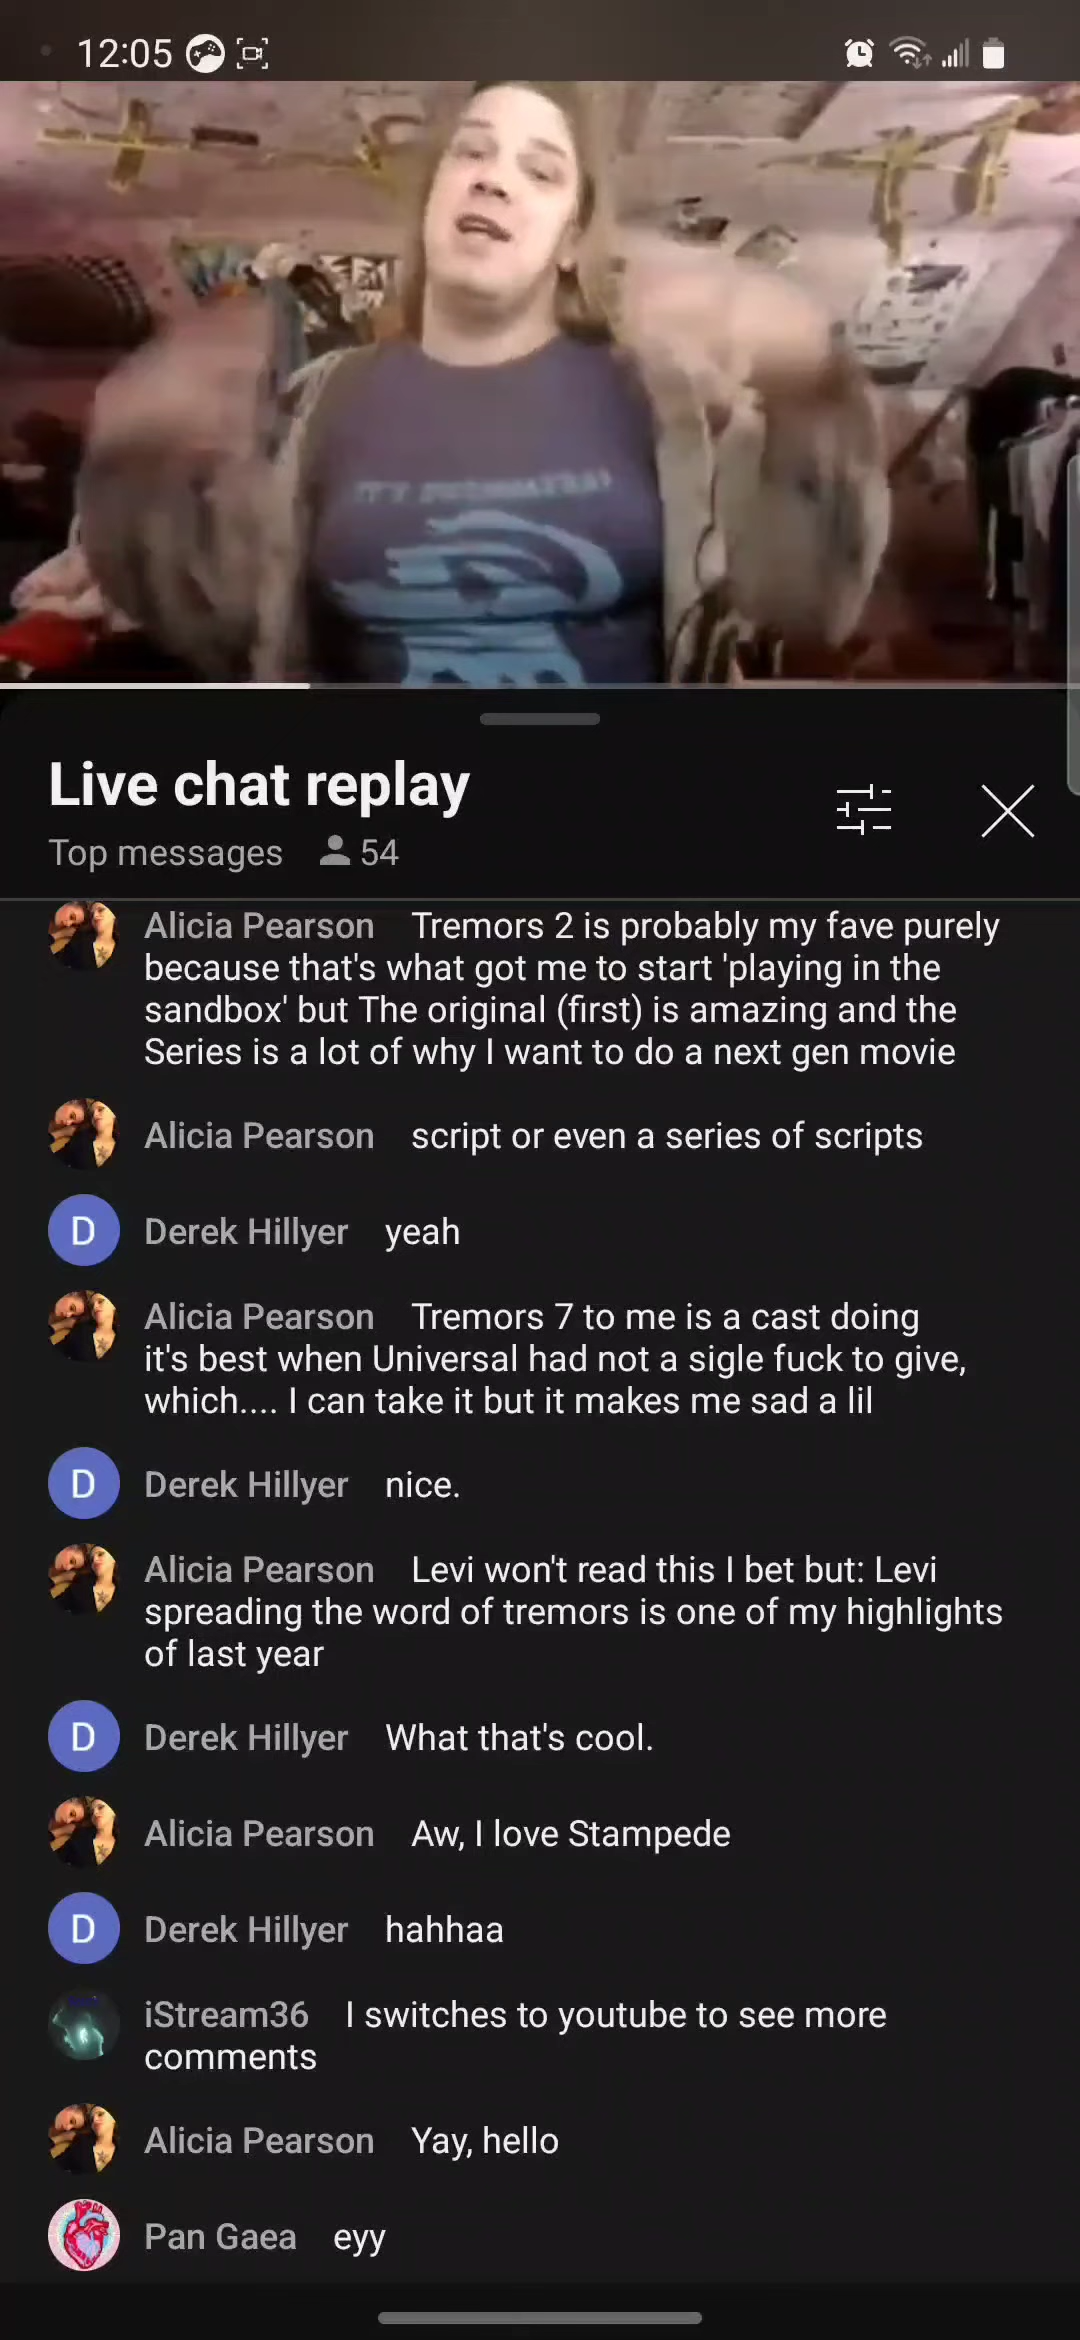 12:05
Live chat replay
Top messages 54
Alicia Pearson Tremors 2 is probably my fave purely
because that's what got me to start 'playing in the
sandbox' but The original (first) is amazing and the
Series is a lot of why I want to do a next gen movie
Alicia Pearson script or even a series of scripts
D Derek Hillyer yeah
Alicia Pearson Tremors 7 to me is a cast doing
it's best when Universal had not a sigle fuck to give,
which.... I can take it but it makes me sad a lil
D Derek Hillyer nice.
Alicia Pearson Levi won't read this I bet but: Levi
spreading the word of tremors is one of my highlights
of last year
D Derek Hillyer What that's cool.
Alicia Pearson Aw, I love Stampede
D Derek Hillyer hahhaa
iStream36 I switches to youtube to see more
comments
Alicia Pearson Yay, hello
Pan Gaea eyy